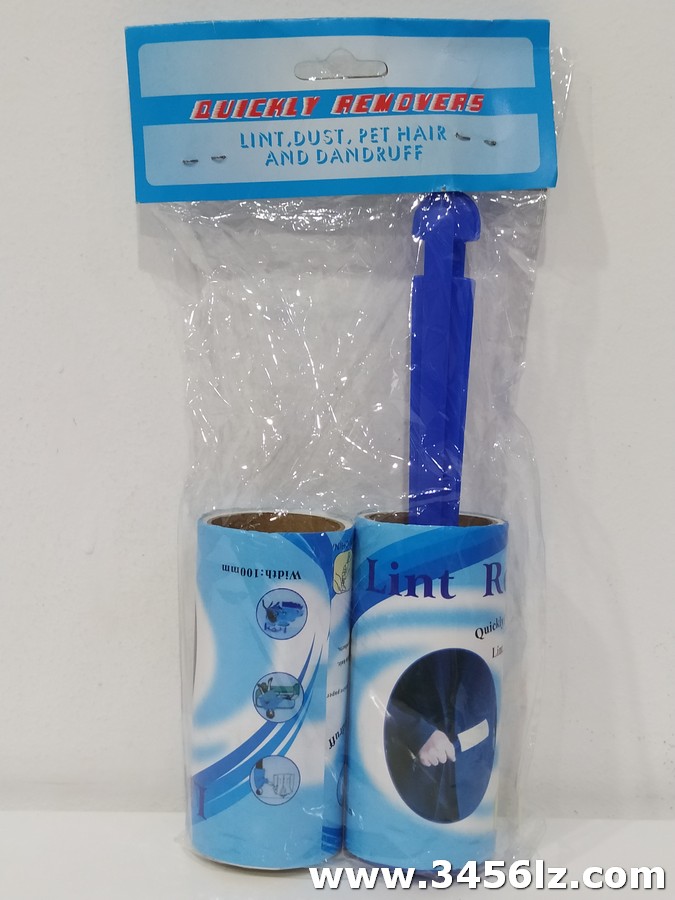 QUICKLY REMOVERS
LINT,DUST, PET HAIR
AND DANDRUFF
Width:100mm
Lint R
Quickly
Lin
www.3456lz.com